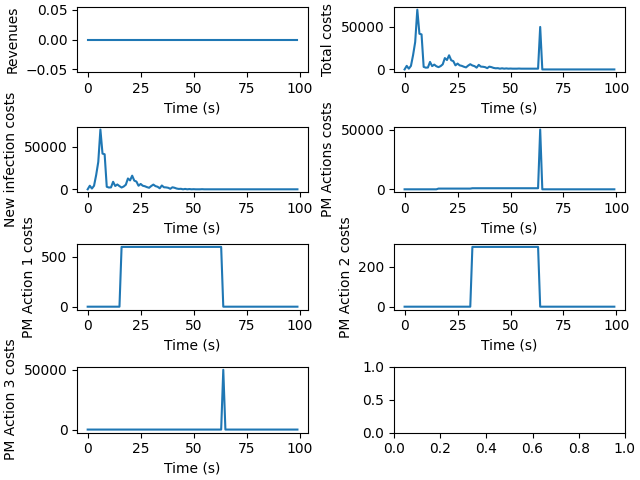 Revenues
0.05
0.00
−0.05
0 25 50 75 100
Time (s)
Total costs
50000
0
0 25 50 75 100
Time (s)
New infection costs
50000
0
0 25 50 75 100
Time (s)
PM Actions costs
50000
0
0 25 50 75 100
Time (s)
PM Action 1 costs
500
0
0 25 50 75 100
Time (s)
PM Action 2 costs
200
0
0 25 50 75 100
Time (s)
PM Action 3 costs
50000
0
0 25 50 75 100
Time (s)
1.0
0.5
0.0
0.0 0.2 0.4 0.6 0.8 1.0